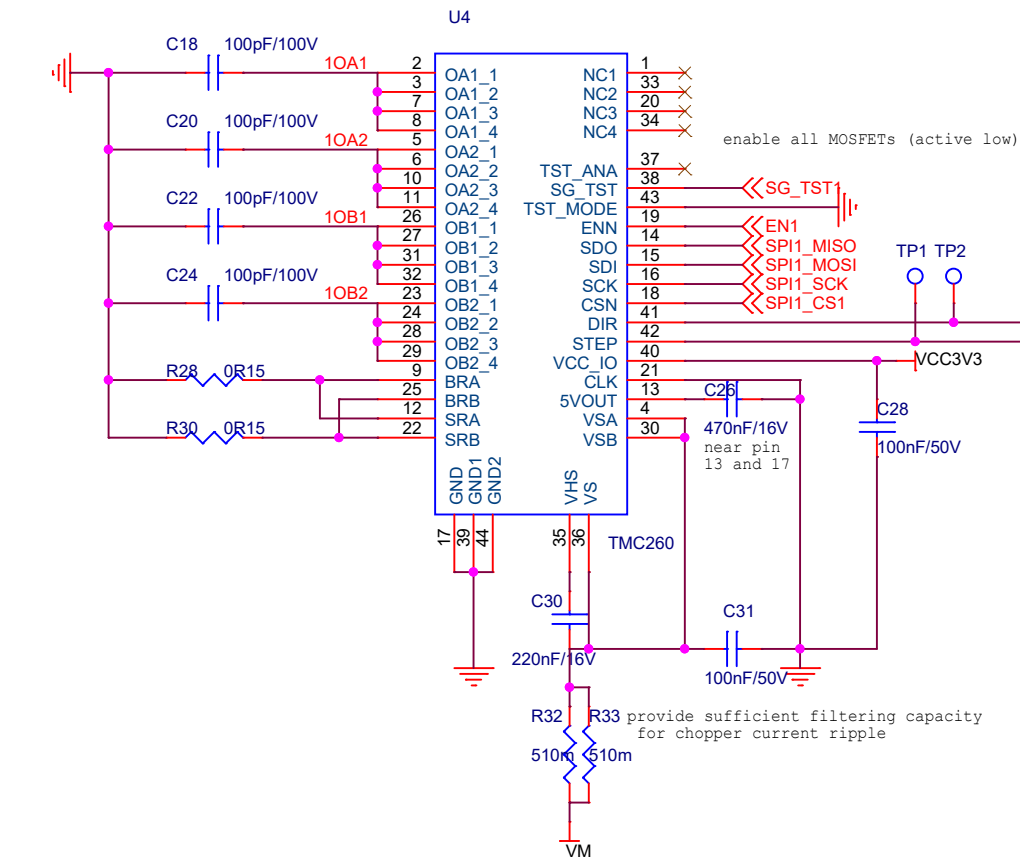 U4
C18 100pF/100V
1OA1
2 OA1_1
3 OA1_2
7 OA1_3
8 OA1_4
C20 100pF/100V
1OA2
5 OA2_1
6 OA2_2
10 OA2_3
11 OA2_4
C22 100pF/100V
1OB1
26 OB1_1
27 OB1_2
31 OB1_3
32 OB1_4
C24 100pF/100V
1OB2
23 OB2_1
24 OB2_2
28 OB2_3
29 OB2_4
R28 0R15
9 BRA
25 BRB
12 SRA
R30 0R15
22 SRB
NC1 1
NC2 33
NC3 20
NC4 34
enable all MOSFETs (active low)
TST_ANA 37
SG_TST 38 SG_TST1
TST_MODE 43
ENN 19 EN1
SDO 14 SPI1_MISO
SDI 15 SPI1_MOSI
SCK 16 SPI1_SCK
CSN 18 SPI1_CS1
TP1 TP2
DIR 41
STEP 42
VCC_IO 40 VCC3V3
CLK 21
5VOUT 13
VSA 4
VSB 30
C26
470nF/16V
near pin
13 and 17
C28
100nF/50V
GND GND1 GND2
17 39 44
VHS VS
35 36
TMC260
C30
220nF/16V
C31
100nF/50V
R32 R33
510m 510m
provide sufficient filtering capacity
for chopper current ripple
VM